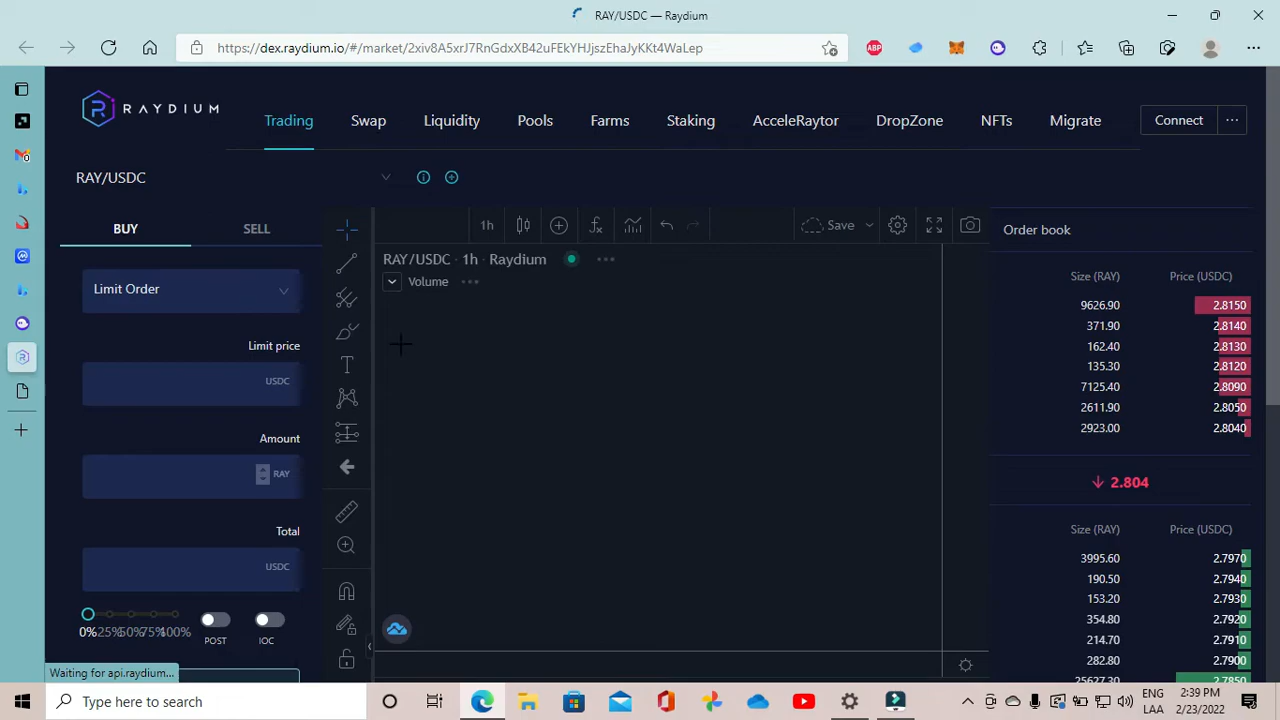 RAY/USDC — Raydium
https://dex.raydium.io/#/market/2xiv8A5xrJ7RnGdxXB42uFEkYHJjszEhaJyKKt4WaLep
ABP
RAYDIUM
Trading Swap Liquidity Pools Farms Staking AcceleRaytor DropZone NFTs Migrate Connect
RAY/USDC
BUY SELL
1h Save
Order book
RAY/USDC · 1h · Raydium
Volume
Limit Order
Limit price
USDC
Amount
RAY
Total
USDC
0% 25% 50% 75% 100%
POST IOC
Size (RAY) Price (USDC)
9626.90 2.8150
371.90 2.8140
162.40 2.8130
135.30 2.8120
7125.40 2.8090
2611.90 2.8050
2923.00 2.8040
↓ 2.804
Size (RAY) Price (USDC)
3995.60 2.7970
190.50 2.7940
153.20 2.7930
354.80 2.7920
214.70 2.7910
282.80 2.7900
25627.30 2.7850
Waiting for api.raydium...
Type here to search
ENG
LAA
2:39 PM
2/23/2022